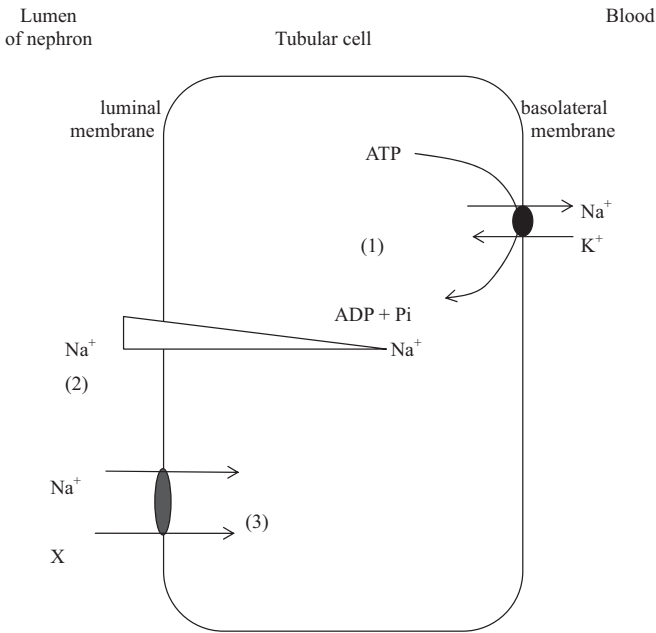 Lumen
of nephron
Tubular cell
Blood
luminal
membrane
basolateral
membrane
ATP
Na⁺
K⁺
(1)
ADP + Pi
Na⁺
Na⁺
(2)
Na⁺
(3)
X